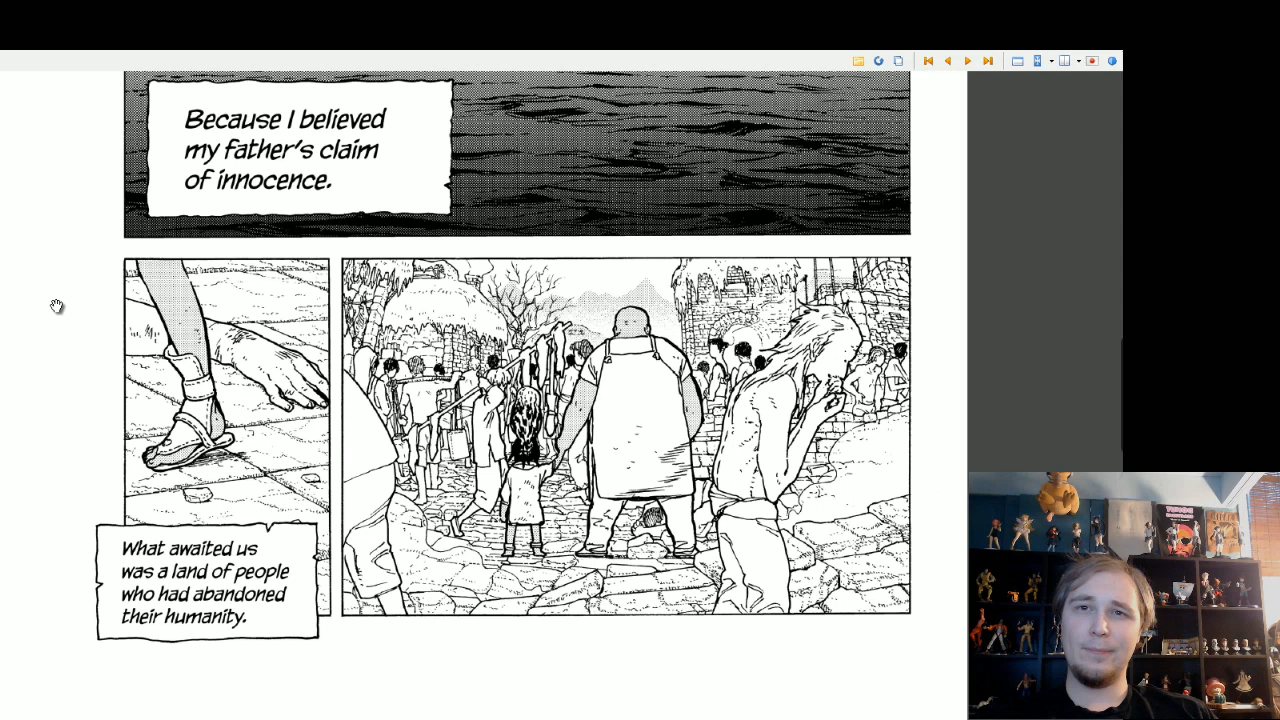 Because I believed
my father's claim
of innocence.
What awaited us
was a land of people
who had abandoned
their humanity.